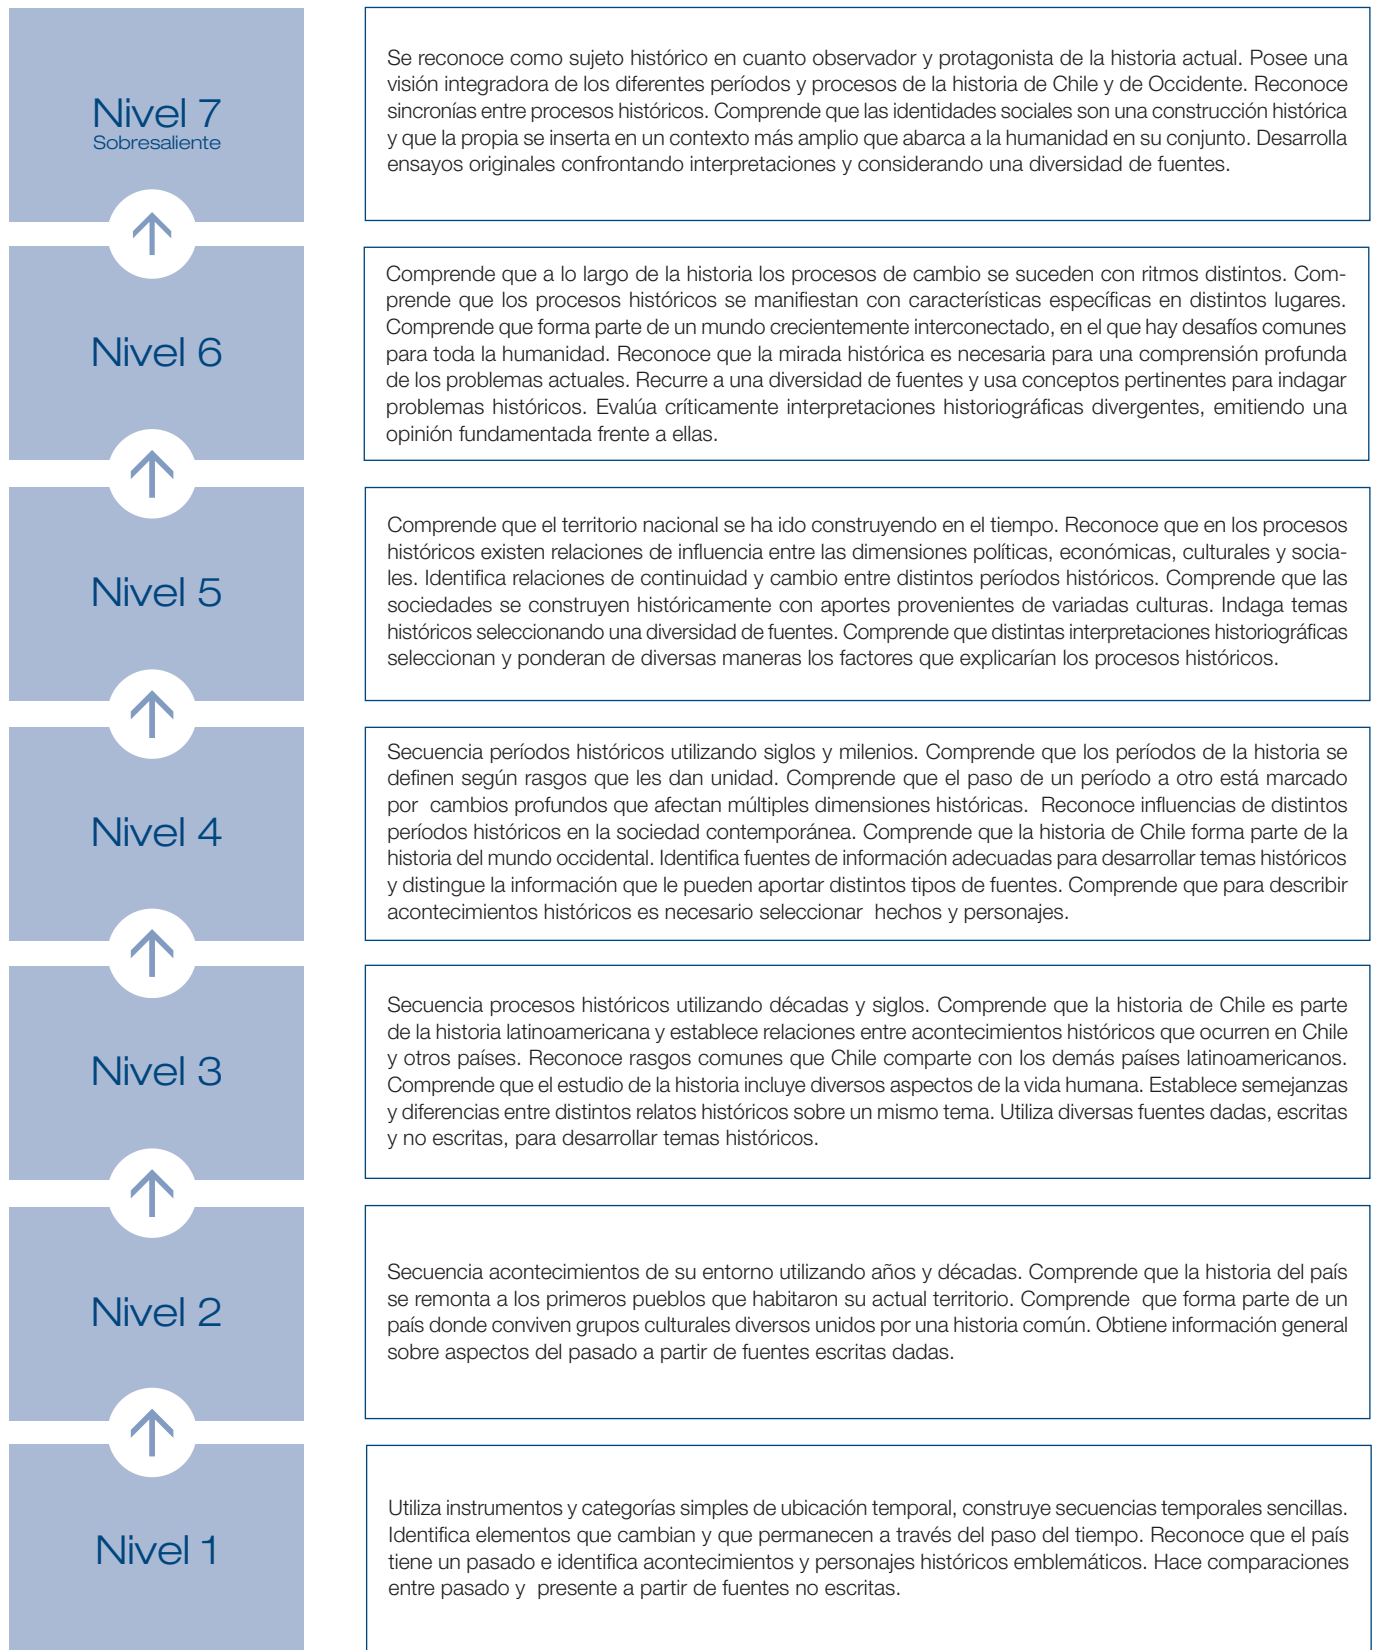 Nivel 7
Sobresaliente
Se reconoce como sujeto histórico en cuanto observador y protagonista de la historia actual. Posee una
visión integradora de los diferentes períodos y procesos de la historia de Chile y de Occidente. Reconoce
sincronías entre procesos históricos. Comprende que las identidades sociales son una construcción histórica
y que la propia se inserta en un contexto más amplio que abarca a la humanidad en su conjunto. Desarrolla
ensayos originales confrontando interpretaciones y considerando una diversidad de fuentes.
Nivel 6
Comprende que a lo largo de la historia los procesos de cambio se suceden con ritmos distintos. Com-
prende que los procesos históricos se manifiestan con características específicas en distintos lugares.
Comprende que forma parte de un mundo crecientemente interconectado, en el que hay desafíos comunes
para toda la humanidad. Reconoce que la mirada histórica es necesaria para una comprensión profunda
de los problemas actuales. Recurre a una diversidad de fuentes y usa conceptos pertinentes para indagar
problemas históricos. Evalúa críticamente interpretaciones historiográficas divergentes, emitiendo una
opinión fundamentada frente a ellas.
Nivel 5
Comprende que el territorio nacional se ha ido construyendo en el tiempo. Reconoce que en los procesos
históricos existen relaciones de influencia entre las dimensiones políticas, económicas, culturales y socia-
les. Identifica relaciones de continuidad y cambio entre distintos períodos históricos. Comprende que las
sociedades se construyen históricamente con aportes provenientes de variadas culturas. Indaga temas
históricos seleccionando una diversidad de fuentes. Comprende que distintas interpretaciones historiográficas
seleccionan y ponderan de diversas maneras los factores que explicarían los procesos históricos.
Nivel 4
Secuencia períodos históricos utilizando siglos y milenios. Comprende que los períodos de la historia se
definen según rasgos que les dan unidad. Comprende que el paso de un período a otro está marcado
por cambios profundos que afectan múltiples dimensiones históricas. Reconoce influencias de distintos
períodos históricos en la sociedad contemporánea. Comprende que la historia de Chile forma parte de la
historia del mundo occidental. Identifica fuentes de información adecuadas para desarrollar temas históricos
y distingue la información que le pueden aportar distintos tipos de fuentes. Comprende que para describir
acontecimientos históricos es necesario seleccionar hechos y personajes.
Nivel 3
Secuencia procesos históricos utilizando décadas y siglos. Comprende que la historia de Chile es parte
de la historia latinoamericana y establece relaciones entre acontecimientos históricos que ocurren en Chile
y otros países. Reconoce rasgos comunes que Chile comparte con los demás países latinoamericanos.
Comprende que el estudio de la historia incluye diversos aspectos de la vida humana. Establece semejanzas
y diferencias entre distintos relatos históricos sobre un mismo tema. Utiliza diversas fuentes dadas, escritas
y no escritas, para desarrollar temas históricos.
Nivel 2
Secuencia acontecimientos de su entorno utilizando años y décadas. Comprende que la historia del país
se remonta a los primeros pueblos que habitaron su actual territorio. Comprende que forma parte de un
país donde conviven grupos culturales diversos unidos por una historia común. Obtiene información general
sobre aspectos del pasado a partir de fuentes escritas dadas.
Nivel 1
Utiliza instrumentos y categorías simples de ubicación temporal, construye secuencias temporales sencillas.
Identifica elementos que cambian y que permanecen a través del paso del tiempo. Reconoce que el país
tiene un pasado e identifica acontecimientos y personajes históricos emblemáticos. Hace comparaciones
entre pasado y presente a partir de fuentes no escritas.